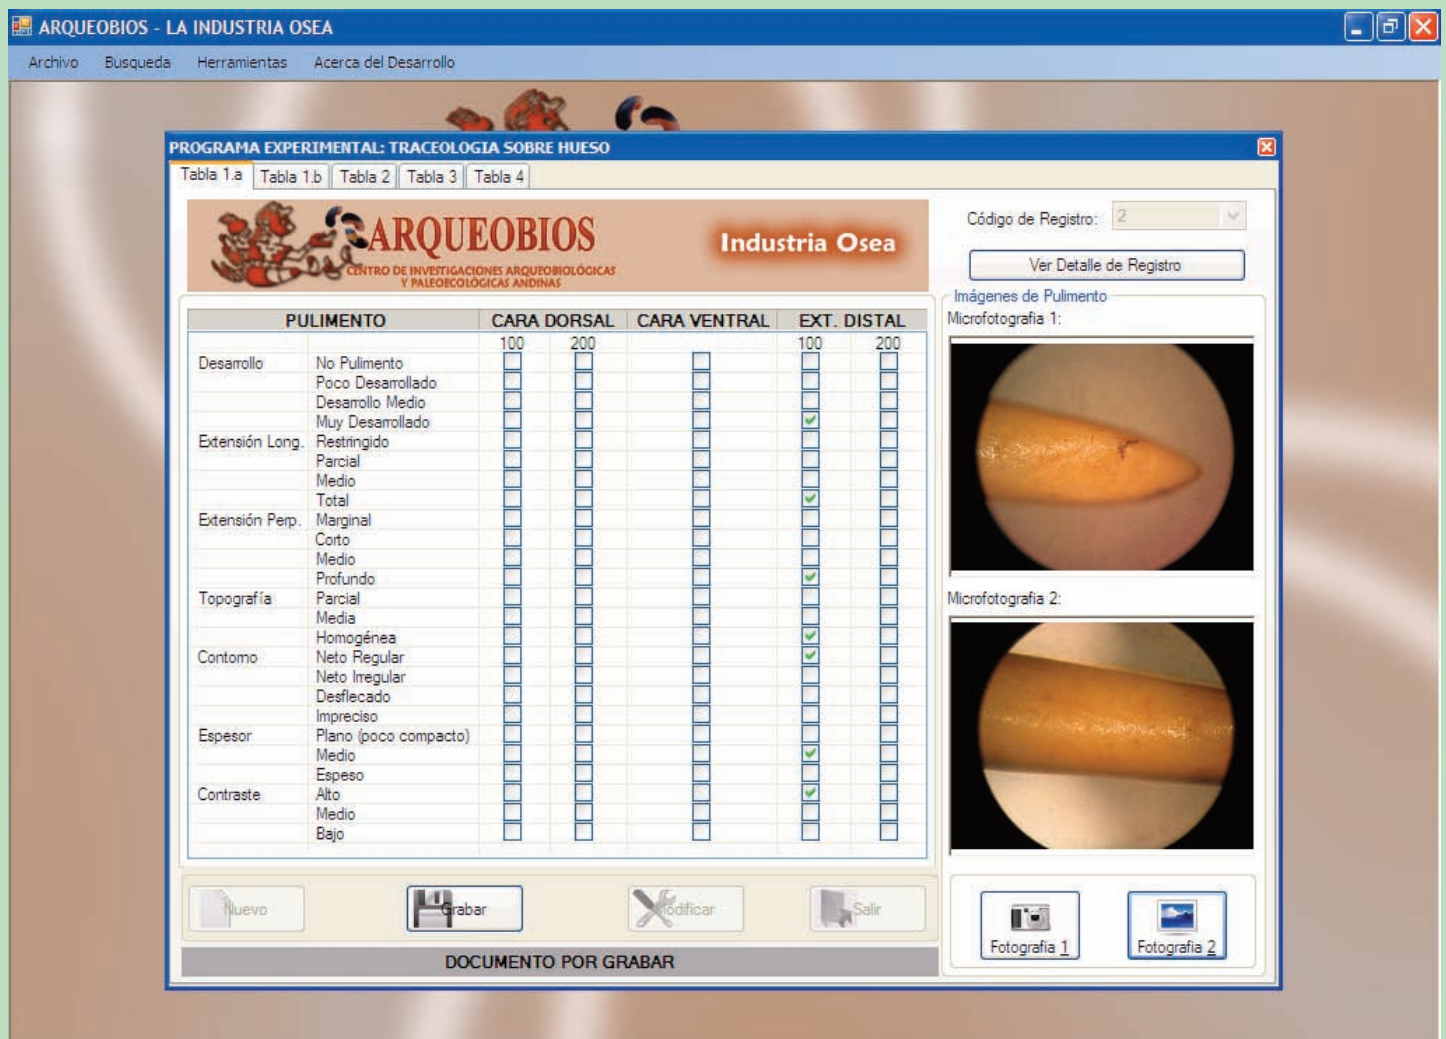 ARQUEOBIOS - LA INDUSTRIA OSEA
Archivo Busqueda Herramientas Acerca del Desarrollo
PROGRAMA EXPERIMENTAL: TRACEOLOGIA SOBRE HUESO
Tabla 1.a Tabla 1.b Tabla 2 Tabla 3 Tabla 4
ARQUEOBIOS
CENTRO DE INVESTIGACIONES ARQUEOBIOLÓGICAS
Y PALEOECOLÓGICAS ANDINAS
Industria Osea
Código de Registro: 2
Ver Detalle de Registro
PULIMENTO CARA DORSAL CARA VENTRAL EXT. DISTAL
100 200 100 200
Desarrollo No Pulimento
Poco Desarrollado
Desarrollo Medio
Muy Desarrollado
Extensión Long. Restringido
Parcial
Medio
Total
Extensión Perp. Marginal
Corto
Medio
Profundo
Topografía Parcial
Media
Homogénea
Contorno Neto Regular
Neto Irregular
Desflecado
Impreciso
Espesor Plano (poco compacto)
Medio
Espeso
Contraste Alto
Medio
Bajo
Imágenes de Pulimento
Microfotografia 1:
Microfotografia 2:
Nuevo Grabar Modificar Salir
Fotografia 1 Fotografia 2
DOCUMENTO POR GRABAR